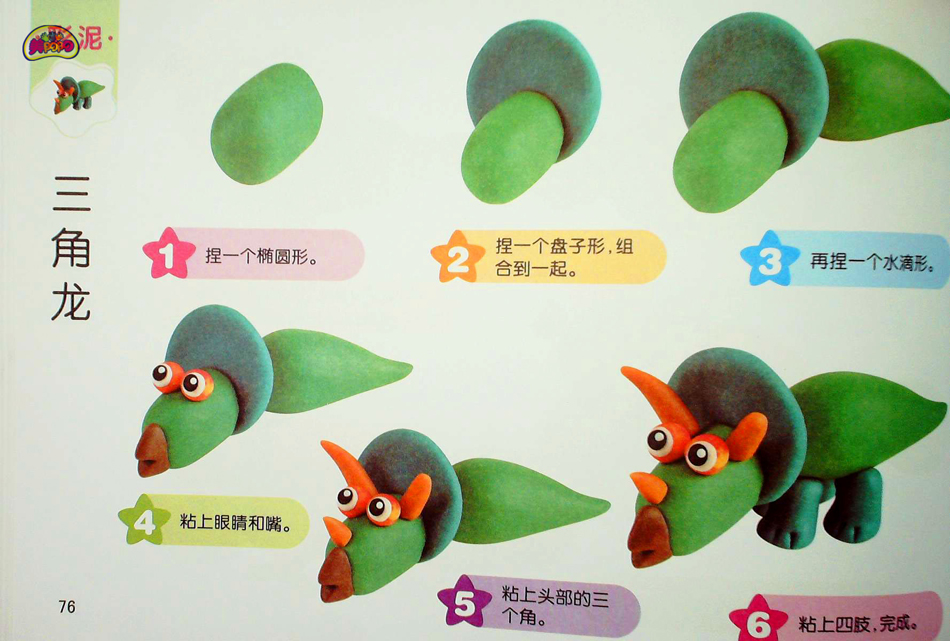 泥·
三角龙
1 捏一个椭圆形。
2 捏一个盘子形，组
合到一起。
3 再捏一个水滴形。
4 粘上眼睛和嘴。
5 粘上头部的三
个角。
6 粘上四肢，完成。
76